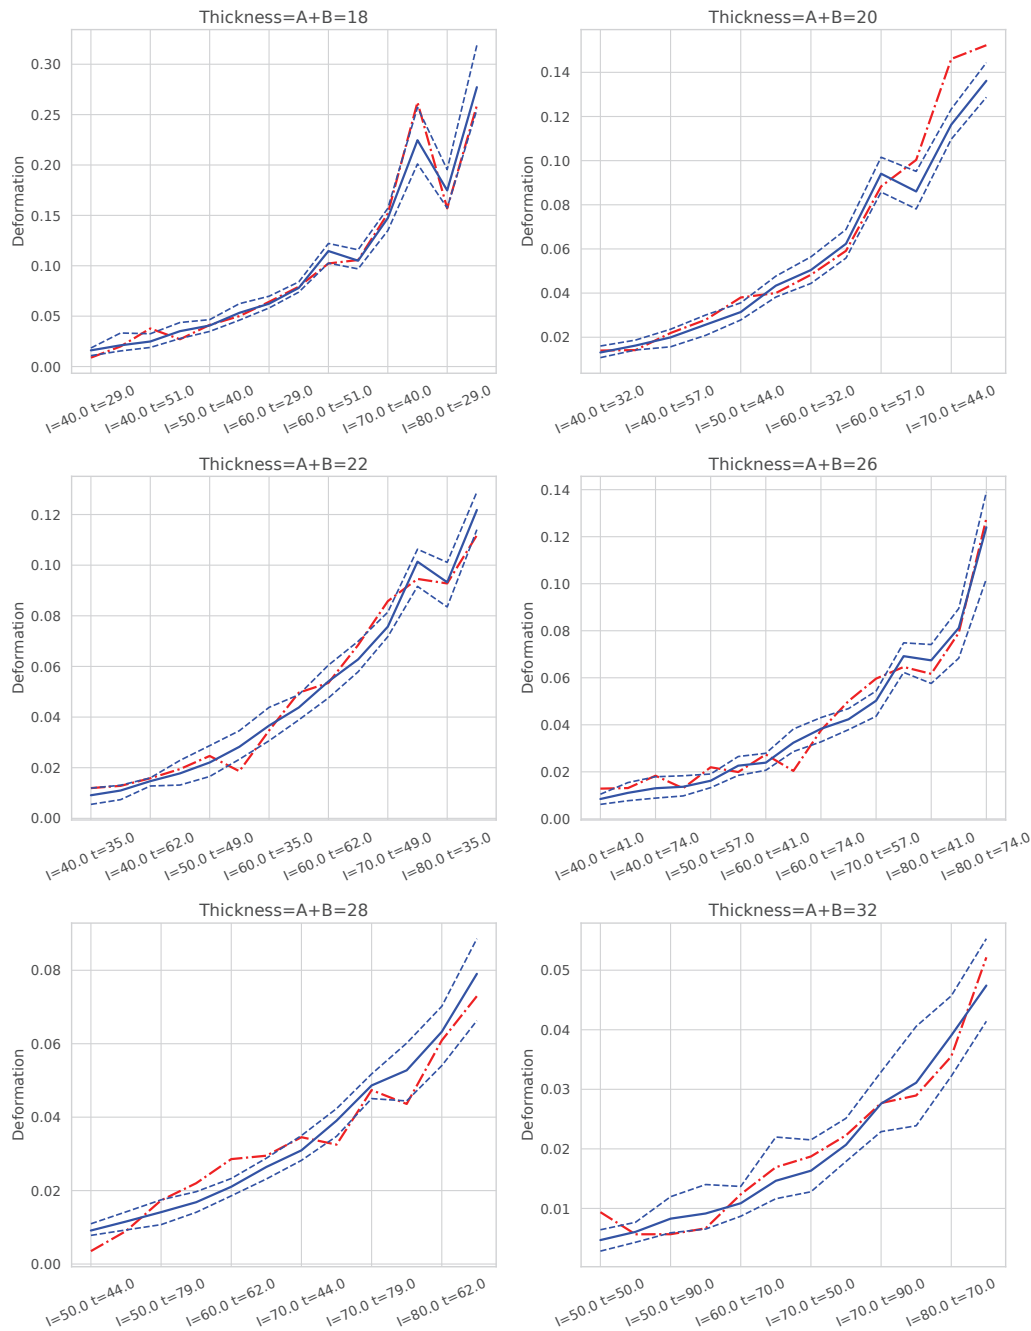 Thickness=A+B=18
Deformation
0.30
0.25
0.20
0.15
0.10
0.05
0.00
l=40.0 t=29.0
l=40.0 t=51.0
l=50.0 t=40.0
l=60.0 t=29.0
l=60.0 t=51.0
l=70.0 t=40.0
l=80.0 t=29.0
Thickness=A+B=20
Deformation
0.14
0.12
0.10
0.08
0.06
0.04
0.02
l=40.0 t=32.0
l=40.0 t=57.0
l=50.0 t=44.0
l=60.0 t=32.0
l=60.0 t=57.0
l=70.0 t=44.0
Thickness=A+B=22
Deformation
0.12
0.10
0.08
0.06
0.04
0.02
0.00
l=40.0 t=35.0
l=40.0 t=62.0
l=50.0 t=49.0
l=60.0 t=35.0
l=60.0 t=62.0
l=70.0 t=49.0
l=80.0 t=35.0
Thickness=A+B=26
Deformation
0.14
0.12
0.10
0.08
0.06
0.04
0.02
0.00
l=40.0 t=41.0
l=40.0 t=74.0
l=50.0 t=57.0
l=60.0 t=41.0
l=60.0 t=74.0
l=70.0 t=57.0
l=80.0 t=41.0
l=80.0 t=74.0
Thickness=A+B=28
Deformation
0.08
0.06
0.04
0.02
0.00
l=50.0 t=44.0
l=50.0 t=79.0
l=60.0 t=62.0
l=70.0 t=44.0
l=70.0 t=79.0
l=80.0 t=62.0
Thickness=A+B=32
Deformation
0.05
0.04
0.03
0.02
0.01
l=50.0 t=50.0
l=50.0 t=90.0
l=60.0 t=70.0
l=70.0 t=50.0
l=70.0 t=90.0
l=80.0 t=70.0